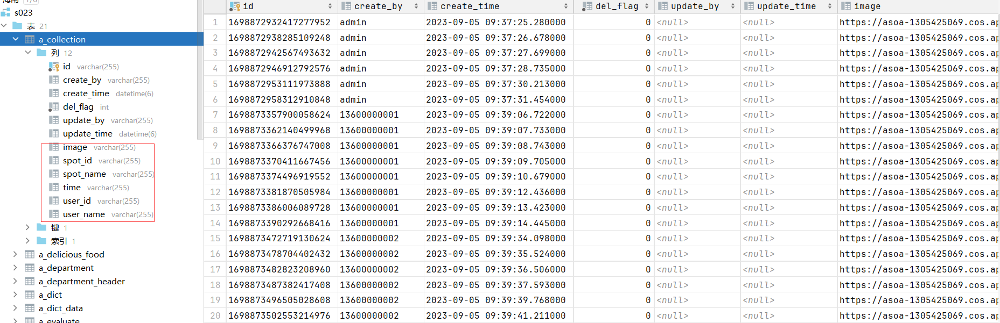 s023
表 21
a_collection
列 12
id varchar(255)
create_by varchar(255)
create_time datetime(6)
del_flag int
update_by varchar(255)
update_time datetime(6)
image varchar(255)
spot_id varchar(255)
spot_name varchar(255)
time varchar(255)
user_id varchar(255)
user_name varchar(255)
键 1
索引 1
a_delicious_food
a_department
a_department_header
a_dict
a_dict_data
a_evaluate
id create_by create_time del_flag update_by update_time image
1 1698872932417277952 admin 2023-09-05 09:37:25.280000 0 <null> <null> https://asoa-1305425069.cos.ap
2 1698872938285109248 admin 2023-09-05 09:37:26.678000 0 <null> <null> https://asoa-1305425069.cos.ap
3 1698872942567493632 admin 2023-09-05 09:37:27.699000 0 <null> <null> https://asoa-1305425069.cos.ap
4 1698872946912792576 admin 2023-09-05 09:37:28.735000 0 <null> <null> https://asoa-1305425069.cos.ap
5 1698872953111973888 admin 2023-09-05 09:37:30.213000 0 <null> <null> https://asoa-1305425069.cos.ap
6 1698872958312910848 admin 2023-09-05 09:37:31.454000 0 <null> <null> https://asoa-1305425069.cos.ap
7 1698873357900058624 13600000001 2023-09-05 09:39:06.722000 0 <null> <null> https://asoa-1305425069.cos.ap
8 1698873362140499968 13600000001 2023-09-05 09:39:07.733000 0 <null> <null> https://asoa-1305425069.cos.ap
9 1698873366376747008 13600000001 2023-09-05 09:39:08.743000 0 <null> <null> https://asoa-1305425069.cos.ap
10 1698873370411667456 13600000001 2023-09-05 09:39:09.705000 0 <null> <null> https://asoa-1305425069.cos.ap
11 1698873374496919552 13600000001 2023-09-05 09:39:10.679000 0 <null> <null> https://asoa-1305425069.cos.ap
12 1698873381870505984 13600000001 2023-09-05 09:39:12.436000 0 <null> <null> https://asoa-1305425069.cos.ap
13 1698873386006089728 13600000001 2023-09-05 09:39:13.423000 0 <null> <null> https://asoa-1305425069.cos.ap
14 1698873390292668416 13600000001 2023-09-05 09:39:14.445000 0 <null> <null> https://asoa-1305425069.cos.ap
15 1698873472719130624 13600000002 2023-09-05 09:39:34.098000 0 <null> <null> https://asoa-1305425069.cos.ap
16 1698873478704402432 13600000002 2023-09-05 09:39:35.524000 0 <null> <null> https://asoa-1305425069.cos.ap
17 1698873482823208960 13600000002 2023-09-05 09:39:36.506000 0 <null> <null> https://asoa-1305425069.cos.ap
18 1698873487382417408 13600000002 2023-09-05 09:39:37.593000 0 <null> <null> https://asoa-1305425069.cos.ap
19 1698873496505028608 13600000002 2023-09-05 09:39:39.768000 0 <null> <null> https://asoa-1305425069.cos.ap
20 1698873502553214976 13600000002 2023-09-05 09:39:41.211000 0 <null> <null> https://asoa-1305425069.cos.ap